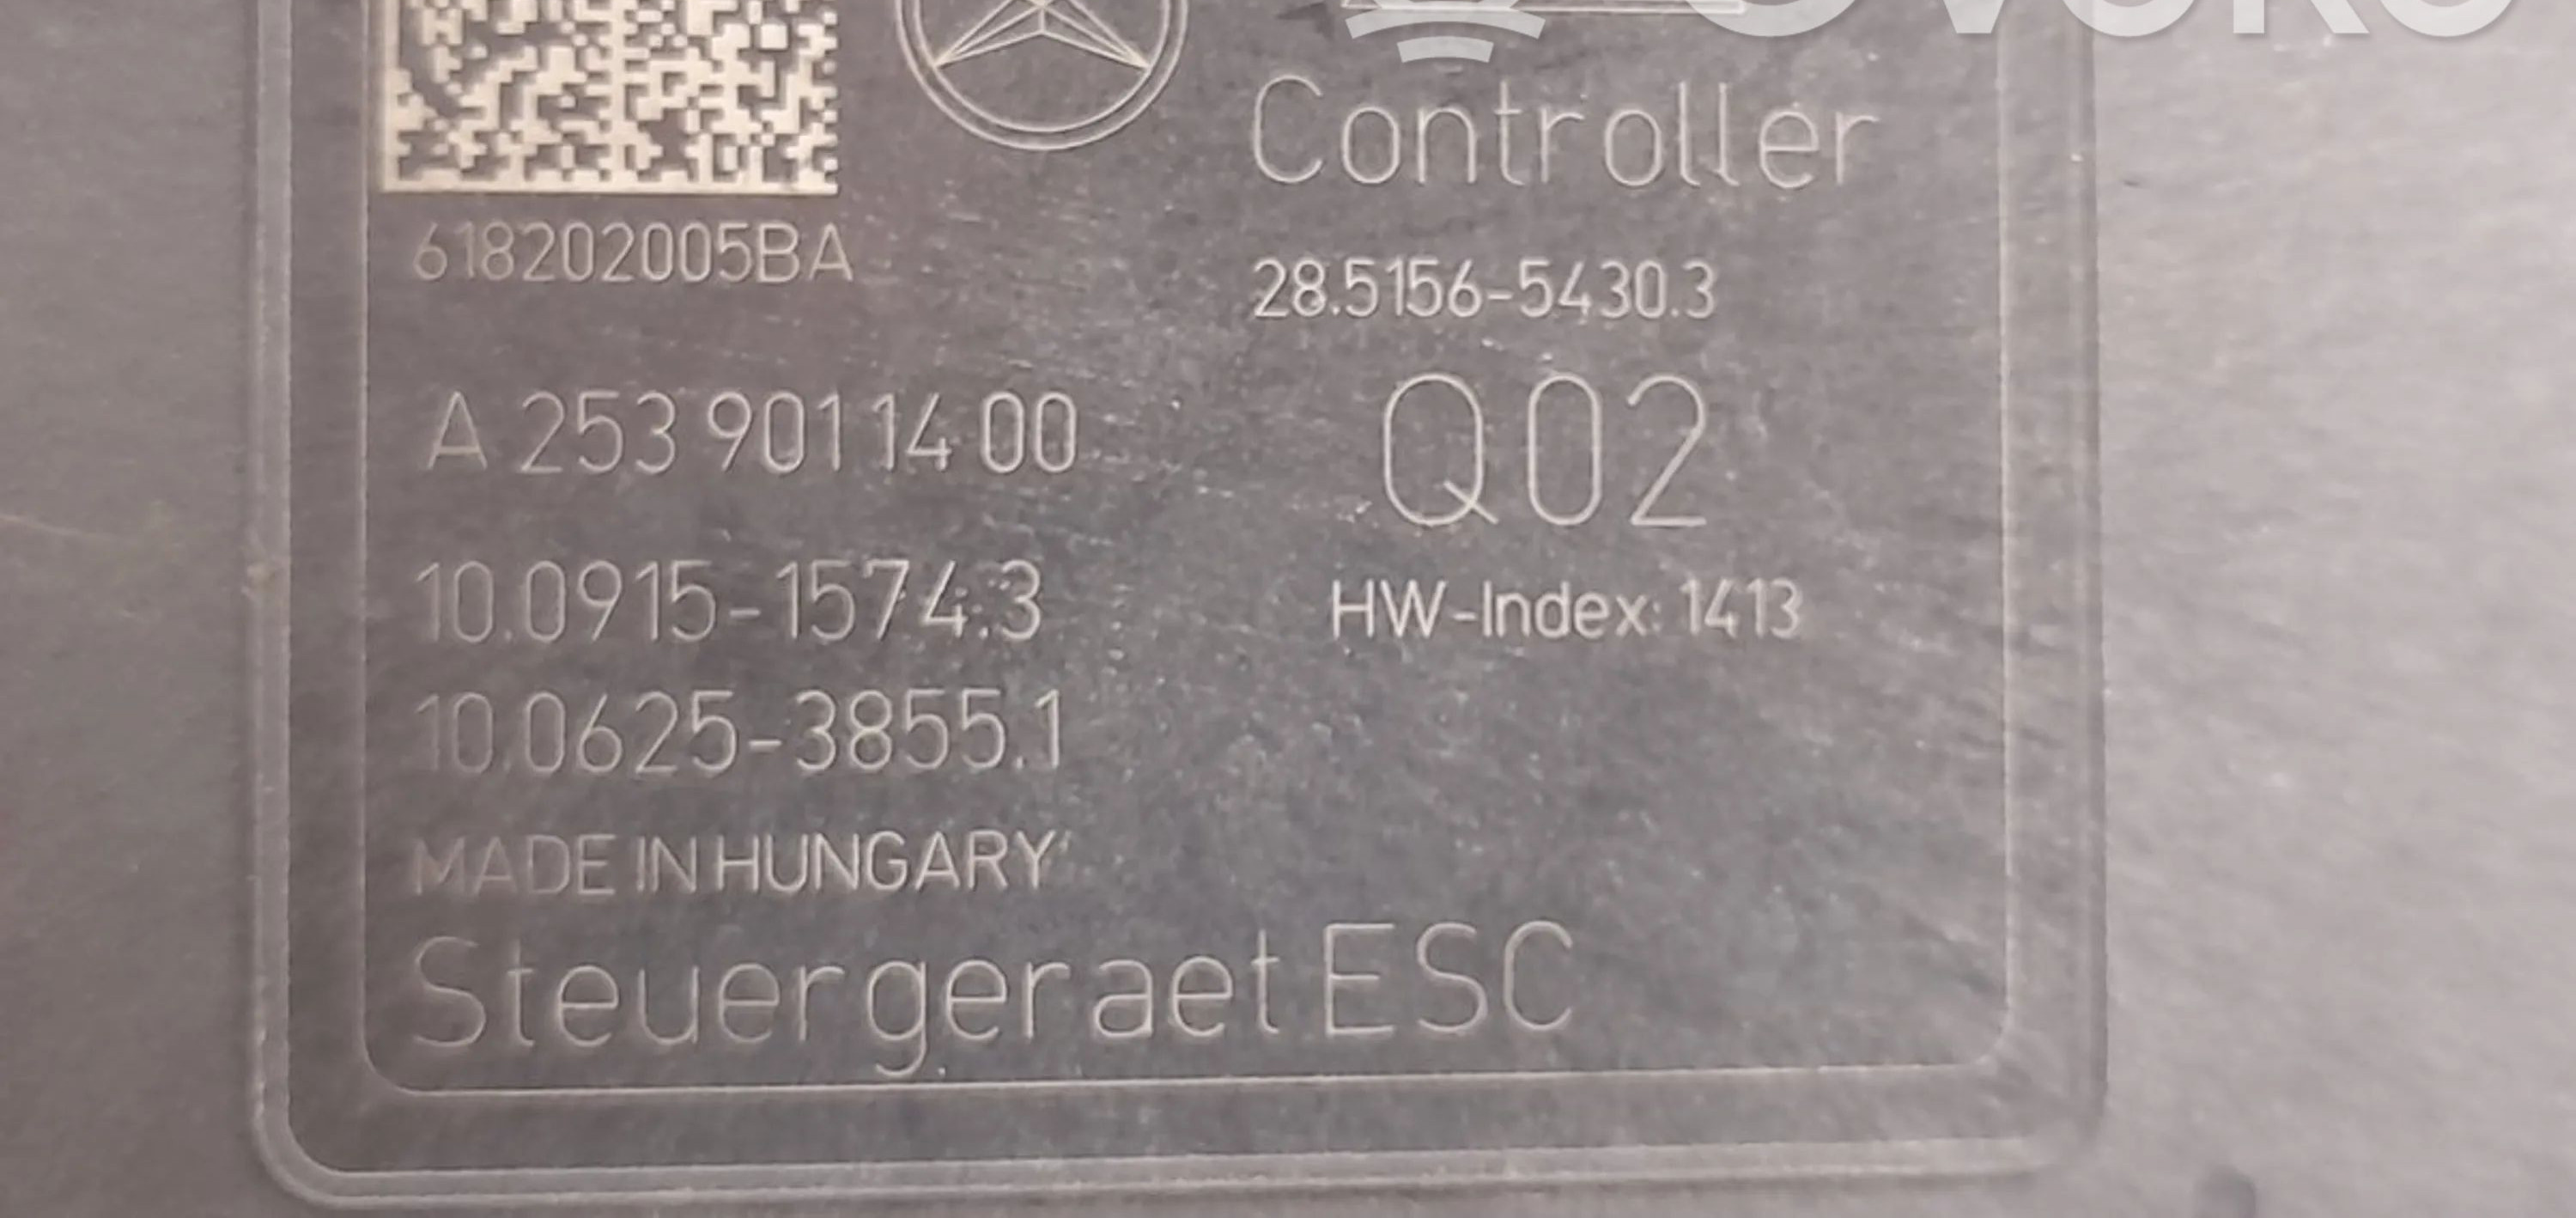 Controller
618202005BA
28.5156-5430.3
A 253 901 14 00
Q02
10.0915-1574.3
HW-Index: 1413
10.0625-3855.1
MADE IN HUNGARY
Steuergeraet ESC